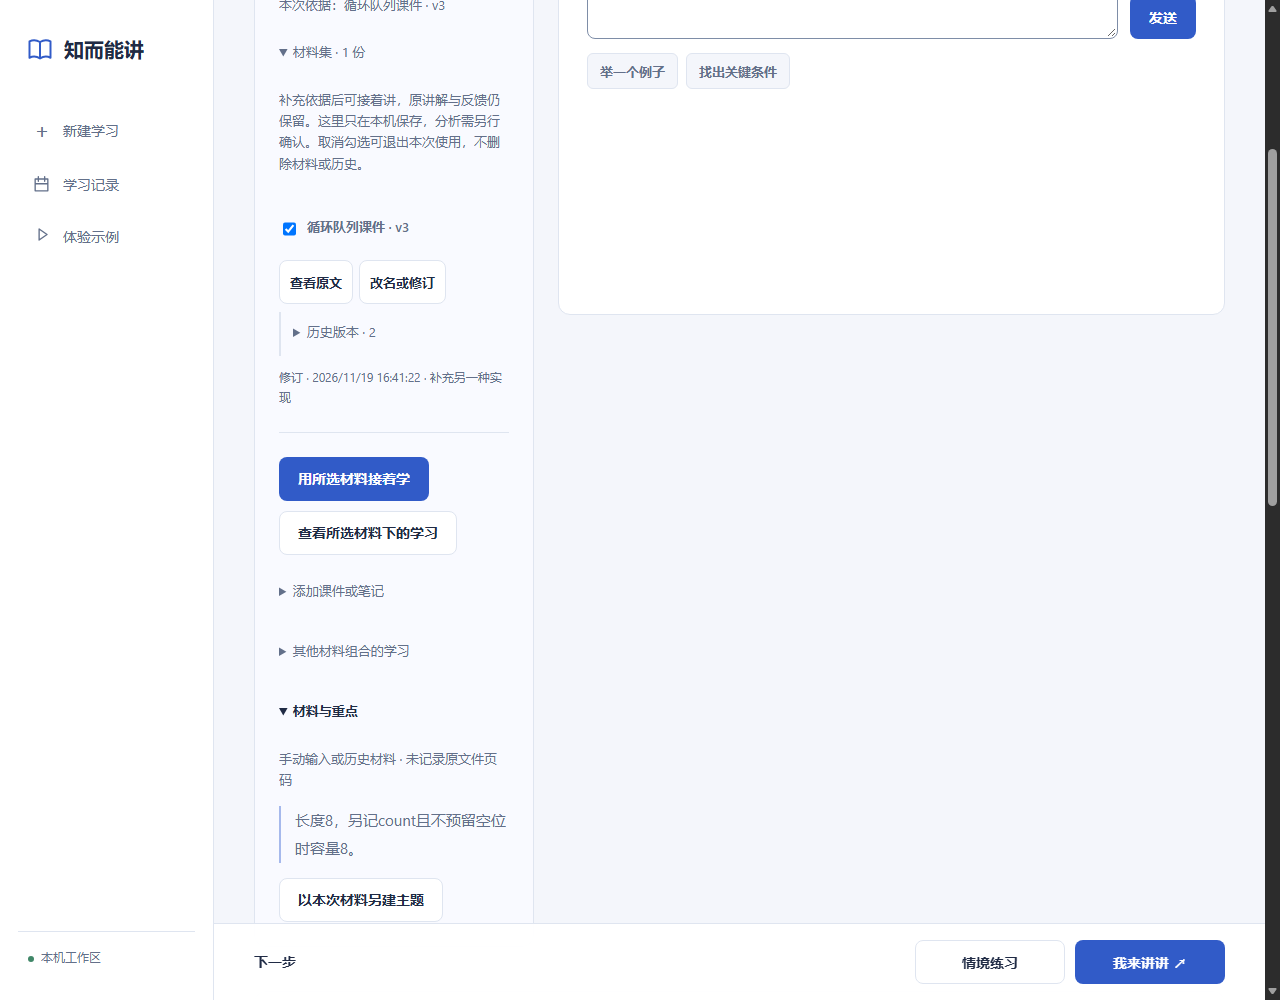 知而能讲
新建学习
学习记录
体验示例
本机工作区
本次依据：循环队列课件 · v3
材料集 · 1 份
补充依据后可接着讲，原讲解与反馈仍
保留。这里只在本机保存，分析需另行
确认。取消勾选可退出本次使用，不删
除材料或历史。
循环队列课件 · v3
查看原文
改名或修订
历史版本 · 2
修订 · 2026/11/19 16:41:22 · 补充另一种实
现
用所选材料接着学
查看所选材料下的学习
添加课件或笔记
其他材料组合的学习
材料与重点
手动输入或历史材料 · 未记录原文件页
码
长度8，另记count且不预留空位
时容量8。
以本次材料另建主题
发送
举一个例子
找出关键条件
下一步
情境练习
我来讲讲 ↗